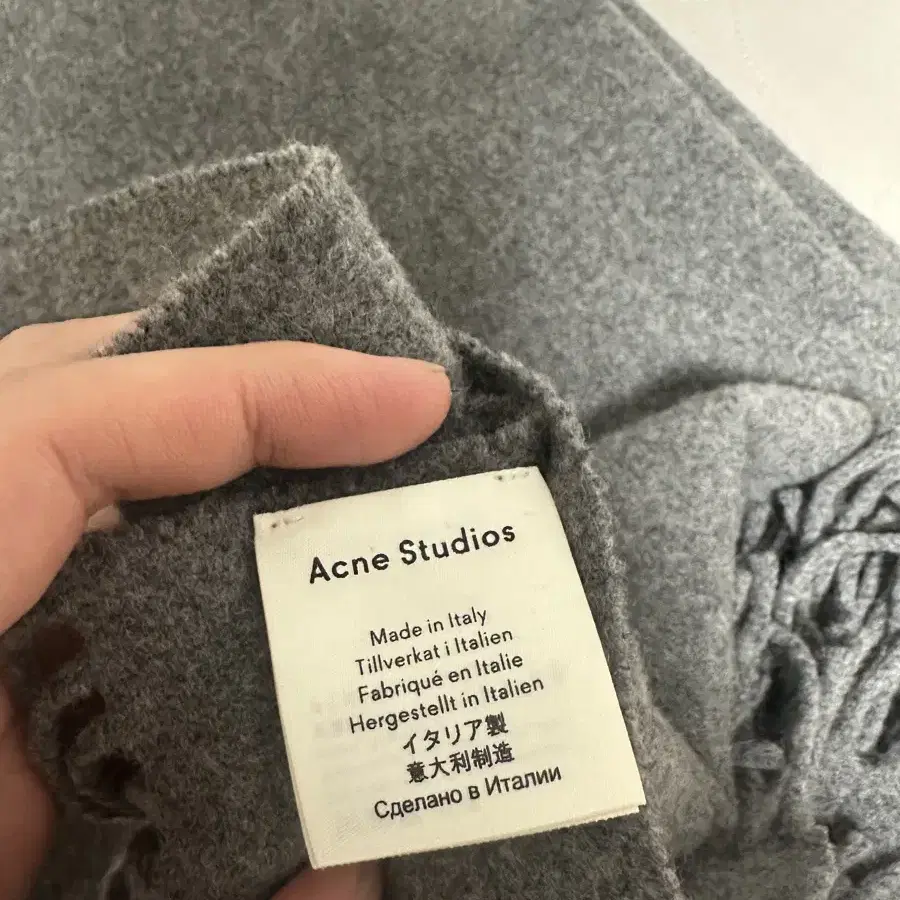 Acne Studios
Made in Italy
Tillverkat i Italien
Fabriqué en Italie
Hergestellt in Italien
イタリア製
意大利制造
Сделано в Италии